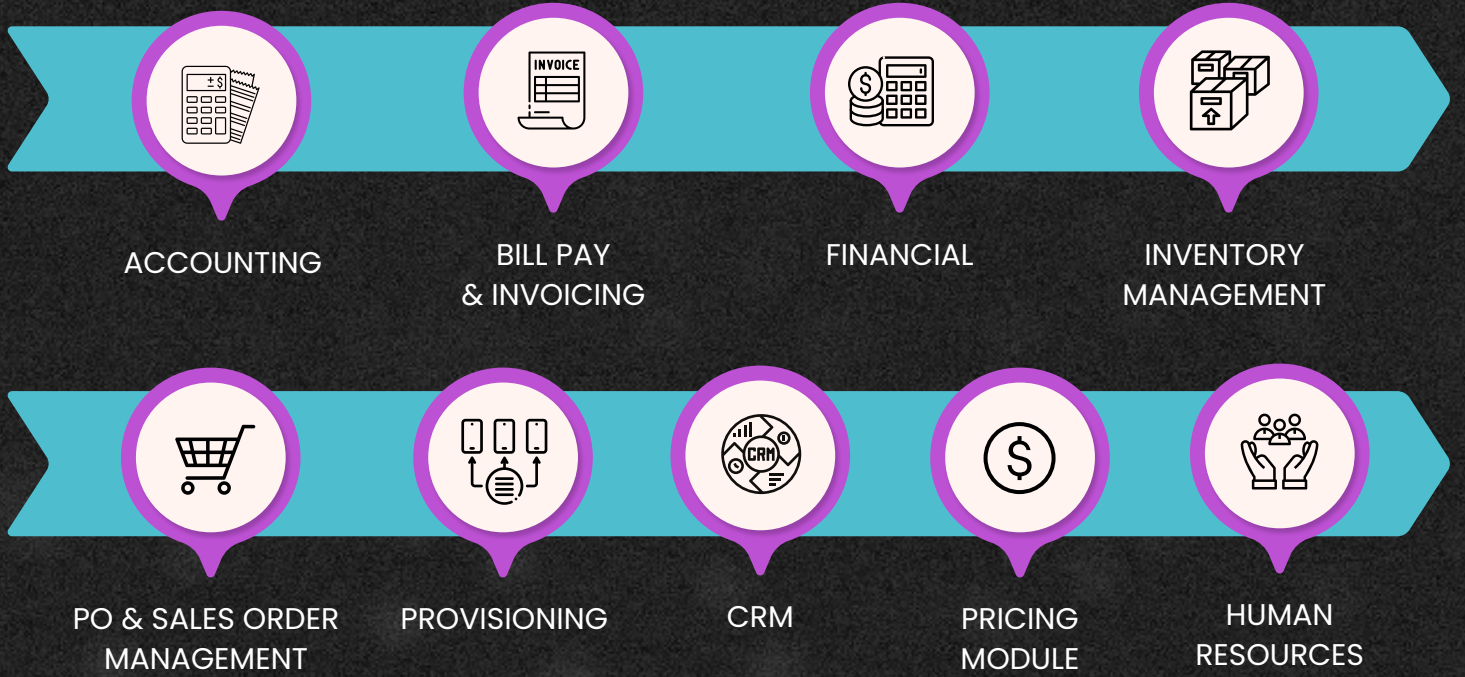 ± $
INVOICE
$
ACCOUNTING
BILL PAY
& INVOICING
FINANCIAL
INVENTORY
MANAGEMENT
CRM
$
PO & SALES ORDER
MANAGEMENT
PROVISIONING
CRM
PRICING
MODULE
HUMAN
RESOURCES